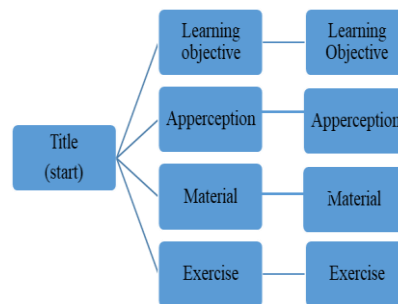 Learning
objective
Learning
Objective
Apperception
Apperception
Title
(start)
Material
Material
Exercise
Exercise